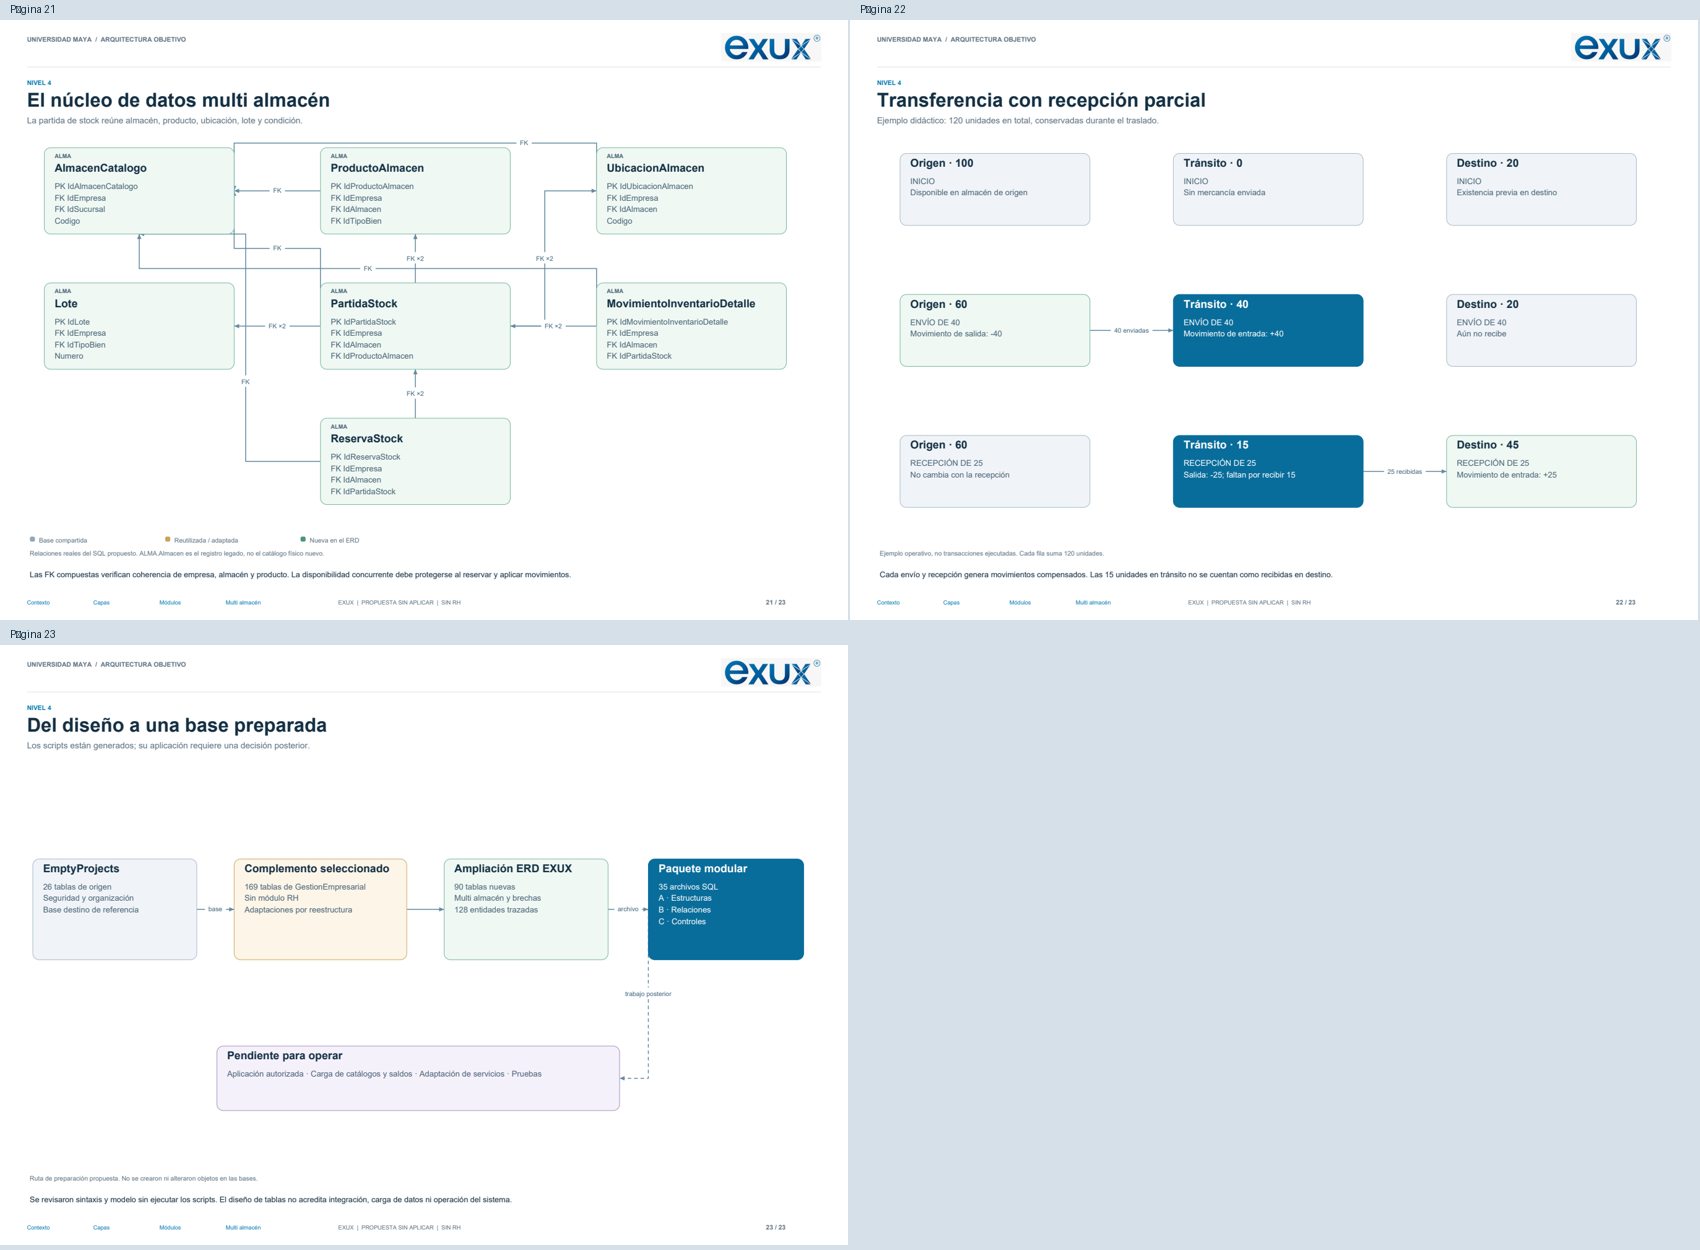 Página 21
UNIVERSIDAD MAYA / ARQUITECTURA OBJETIVO
exux®
NIVEL 4
El núcleo de datos multi almacén
La partida de stock reúne almacén, producto, ubicación, lote y condición.
FK
ALMA
AlmacenCatalogo
PK IdAlmacenCatalogo
FK IdEmpresa
FK IdSucursal
Codigo
FK
ALMA
ProductoAlmacen
PK IdProductoAlmacen
FK IdEmpresa
FK IdAlmacen
FK IdTipoBien
ALMA
UbicacionAlmacen
PK IdUbicacionAlmacen
FK IdEmpresa
FK IdAlmacen
Codigo
FK
FK ×2
FK ×2
FK
ALMA
Lote
PK IdLote
FK IdEmpresa
FK IdTipoBien
Numero
FK ×2
ALMA
PartidaStock
PK IdPartidaStock
FK IdEmpresa
FK IdAlmacen
FK IdProductoAlmacen
FK ×2
ALMA
MovimientoInventarioDetalle
PK IdMovimientoInventarioDetalle
FK IdEmpresa
FK IdAlmacen
FK IdPartidaStock
FK
FK ×2
ALMA
ReservaStock
PK IdReservaStock
FK IdEmpresa
FK IdAlmacen
FK IdPartidaStock
Base compartida
Reutilizada / adaptada
Nueva en el ERD
Relaciones reales del SQL propuesto. ALMA.Almacen es el registro legado, no el catálogo físico nuevo.
Las FK compuestas verifican coherencia de empresa, almacén y producto. La disponibilidad concurrente debe protegerse al reservar y aplicar movimientos.
Contexto Capas Módulos Multi almacén EXUX | PROPUESTA SIN APLICAR | SIN RH 21 / 23
Página 22
UNIVERSIDAD MAYA / ARQUITECTURA OBJETIVO
exux®
NIVEL 4
Transferencia con recepción parcial
Ejemplo didáctico: 120 unidades en total, conservadas durante el traslado.
Origen · 100
INICIO
Disponible en almacén de origen
Tránsito · 0
INICIO
Sin mercancía enviada
Destino · 20
INICIO
Existencia previa en destino
Origen · 60
ENVÍO DE 40
Movimiento de salida: -40
40 enviadas
Tránsito · 40
ENVÍO DE 40
Movimiento de entrada: +40
Destino · 20
ENVÍO DE 40
Aún no recibe
Origen · 60
RECEPCIÓN DE 25
No cambia con la recepción
Tránsito · 15
RECEPCIÓN DE 25
Salida: -25; faltan por recibir 15
25 recibidas
Destino · 45
RECEPCIÓN DE 25
Movimiento de entrada: +25
Ejemplo operativo, no transacciones ejecutadas. Cada fila suma 120 unidades.
Cada envío y recepción genera movimientos compensados. Las 15 unidades en tránsito no se cuentan como recibidas en destino.
Contexto Capas Módulos Multi almacén EXUX | PROPUESTA SIN APLICAR | SIN RH 22 / 23
Página 23
UNIVERSIDAD MAYA / ARQUITECTURA OBJETIVO
exux®
NIVEL 4
Del diseño a una base preparada
Los scripts están generados; su aplicación requiere una decisión posterior.
EmptyProjects
26 tablas de origen
Seguridad y organización
Base destino de referencia
base
Complemento seleccionado
169 tablas de GestionEmpresarial
Sin módulo RH
Adaptaciones por reestructura
Ampliación ERD EXUX
90 tablas nuevas
Multi almacén y brechas
128 entidades trazadas
archivo
Paquete modular
35 archivos SQL
A · Estructuras
B · Relaciones
C · Controles
trabajo posterior
Pendiente para operar
Aplicación autorizada · Carga de catálogos y saldos · Adaptación de servicios · Pruebas
Ruta de preparación propuesta. No se crearon ni alteraron objetos en las bases.
Se revisaron sintaxis y modelo sin ejecutar los scripts. El diseño de tablas no acredita integración, carga de datos ni operación del sistema.
Contexto Capas Módulos Multi almacén EXUX | PROPUESTA SIN APLICAR | SIN RH 23 / 23